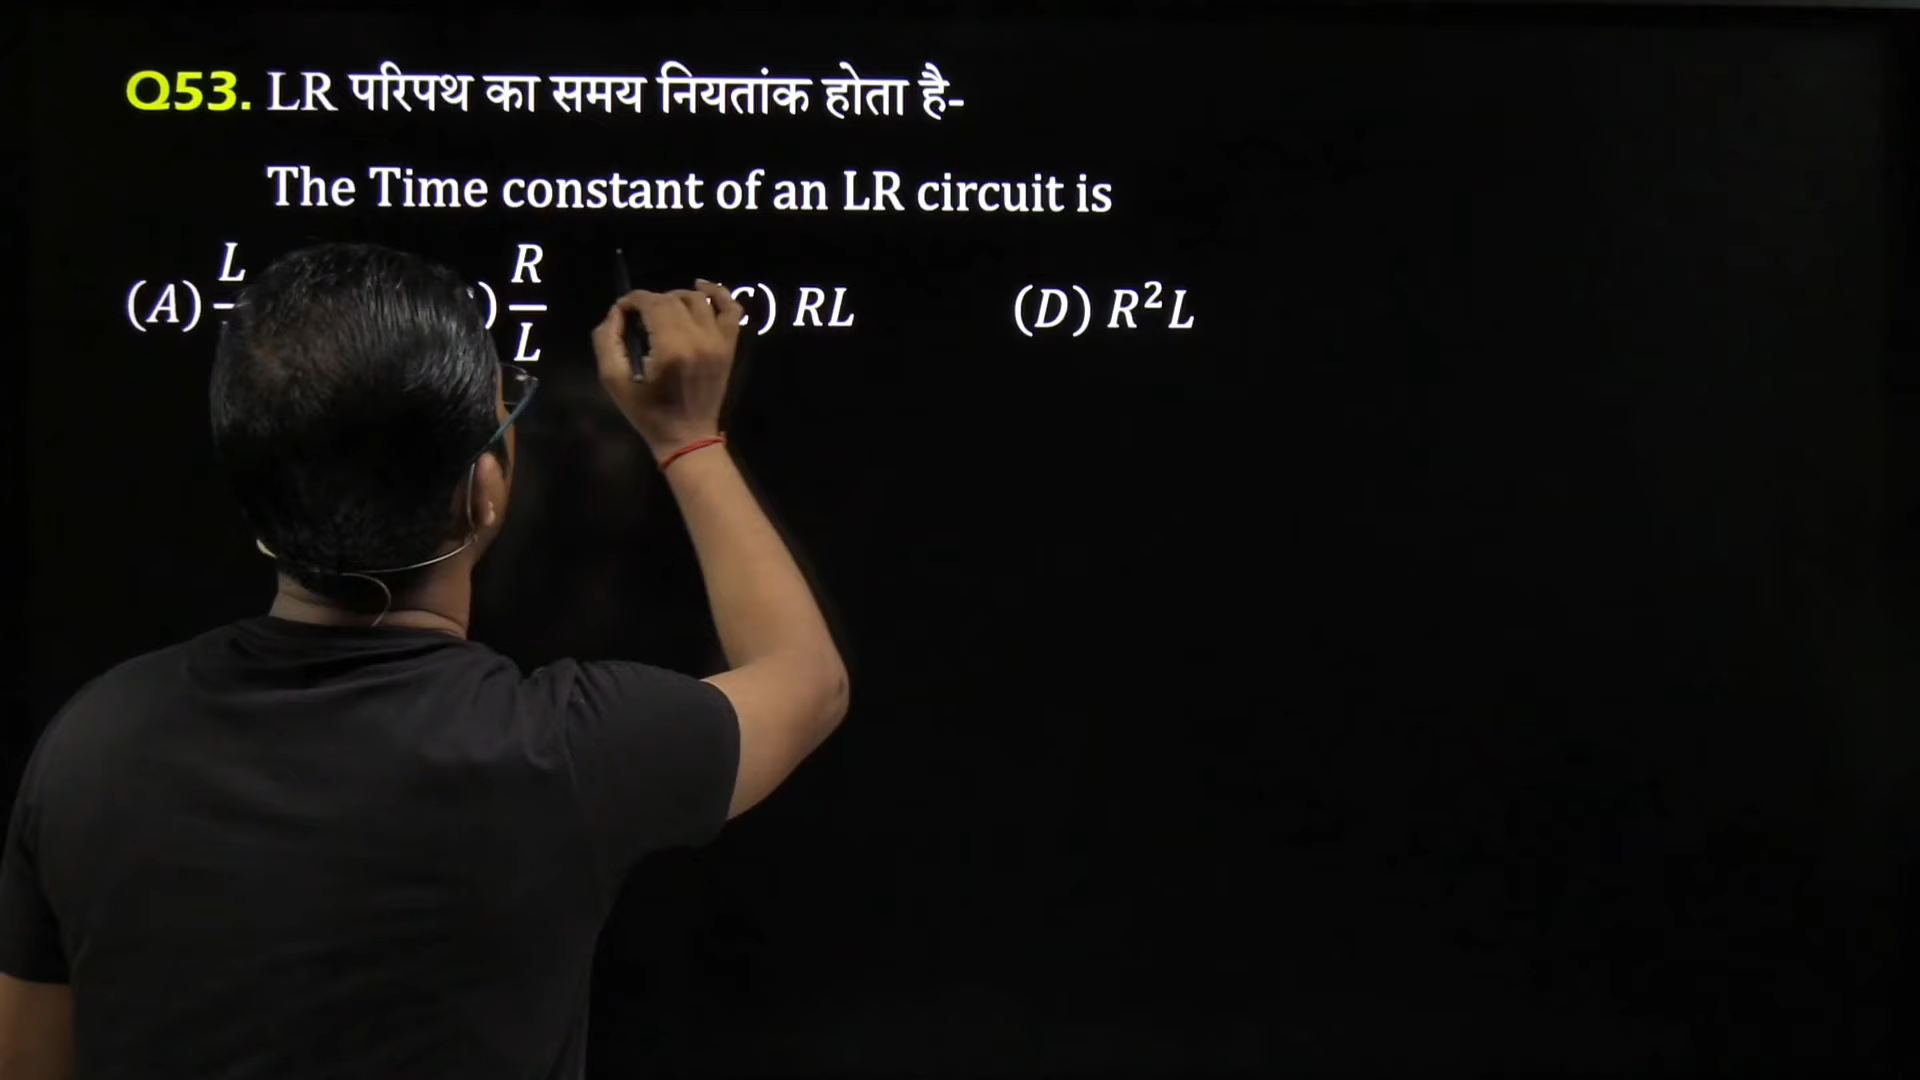 Q53. LR परिपथ का समय नियतांक होता है-
The Time constant of an LR circuit is
(A) L ) R/L C) RL (D) R²L